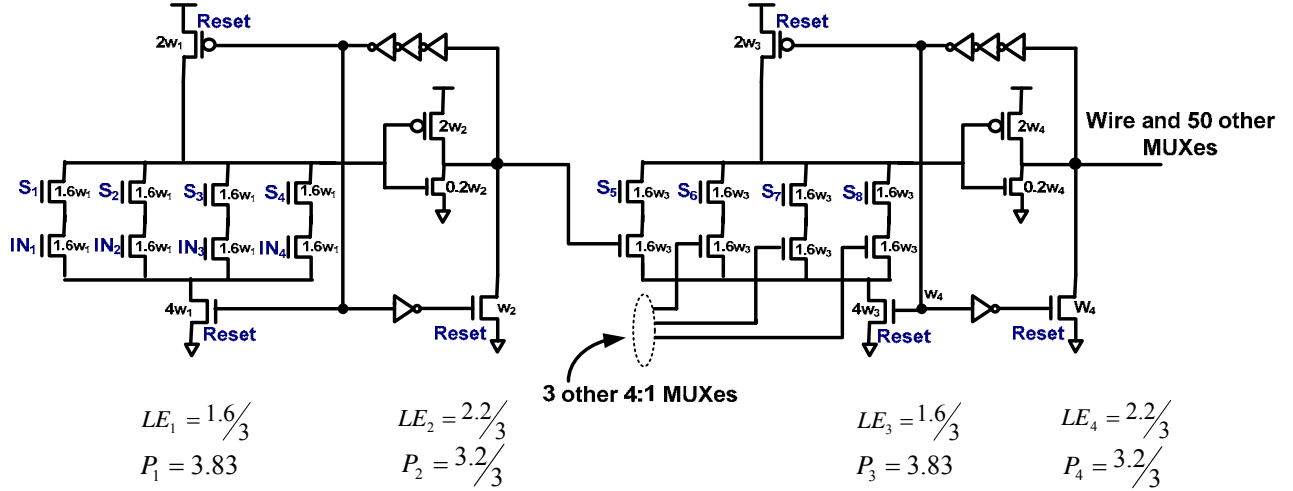 Reset
2w₁
Reset
2w₃
2w₂
2w₄
Wire and 50 other
MUXes
S₁ 1.6w₁ S₂ 1.6w₁ S₃ 1.6w₁ S₄ 1.6w₁
0.2w₂
S₅ 1.6w₃ S₆ 1.6w₃ S₇ 1.6w₃ S₈ 1.6w₃
0.2w₄
IN₁ 1.6w₁ IN₂ 1.6w₁ IN₃ 1.6w₁ IN₄ 1.6w₁
1.6w₃ 1.6w₃ 1.6w₃ 1.6w₃
4w₁
Reset
w₂
Reset
4w₃
w₄
Reset
W₄
Reset
3 other 4:1 MUXes
LE₁ = 1.6/3
LE₂ = 2.2/3
LE₃ = 1.6/3
LE₄ = 2.2/3
P₁ = 3.83
P₂ = 3.2/3
P₃ = 3.83
P₄ = 3.2/3